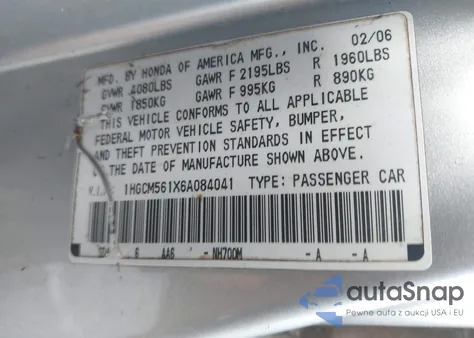 MFD. BY HONDA OF AMERICA MFG., INC. 02/06
GVWR 4080LBS GAWR F 2195LBS R 1960LBS
GVWR 1850KG GAWR F 995KG R 890KG
THIS VEHICLE CONFORMS TO ALL APPLICABLE
FEDERAL MOTOR VEHICLE SAFETY, BUMPER,
AND THEFT PREVENTION STANDARDS IN EFFECT
ON THE DATE OF MANUFACTURE SHOWN ABOVE.
V.I.N. 1HGCM561X6A084041 TYPE: PASSENGER CAR
6 AA6 - NH700M - A - A
autoSnap
Pewne auta z aukcji USA i EU